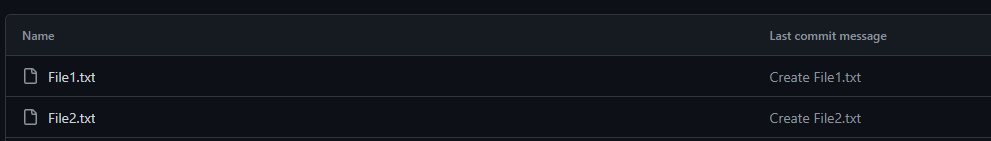 Name Last commit message
File1.txt Create File1.txt
File2.txt Create File2.txt